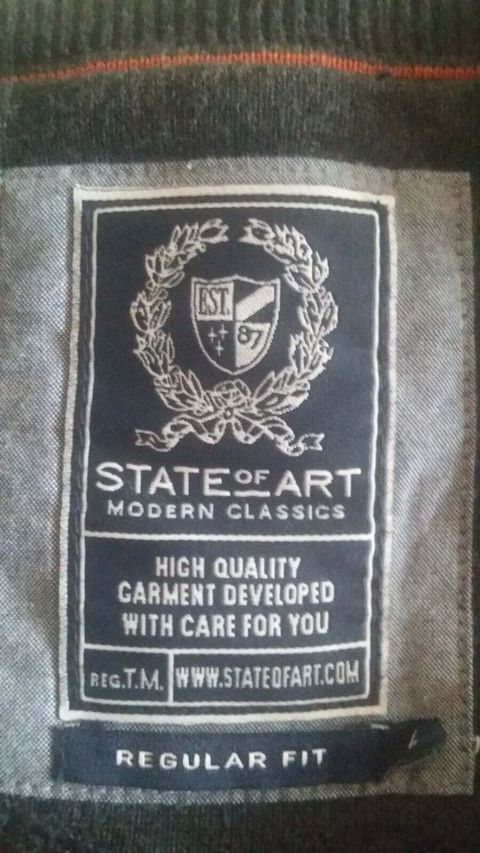 EST.
87
STATE OF ART
MODERN CLASSICS
HIGH QUALITY
GARMENT DEVELOPED
WITH CARE FOR YOU
REG.T.M. WWW.STATEOFART.COM
REGULAR FIT